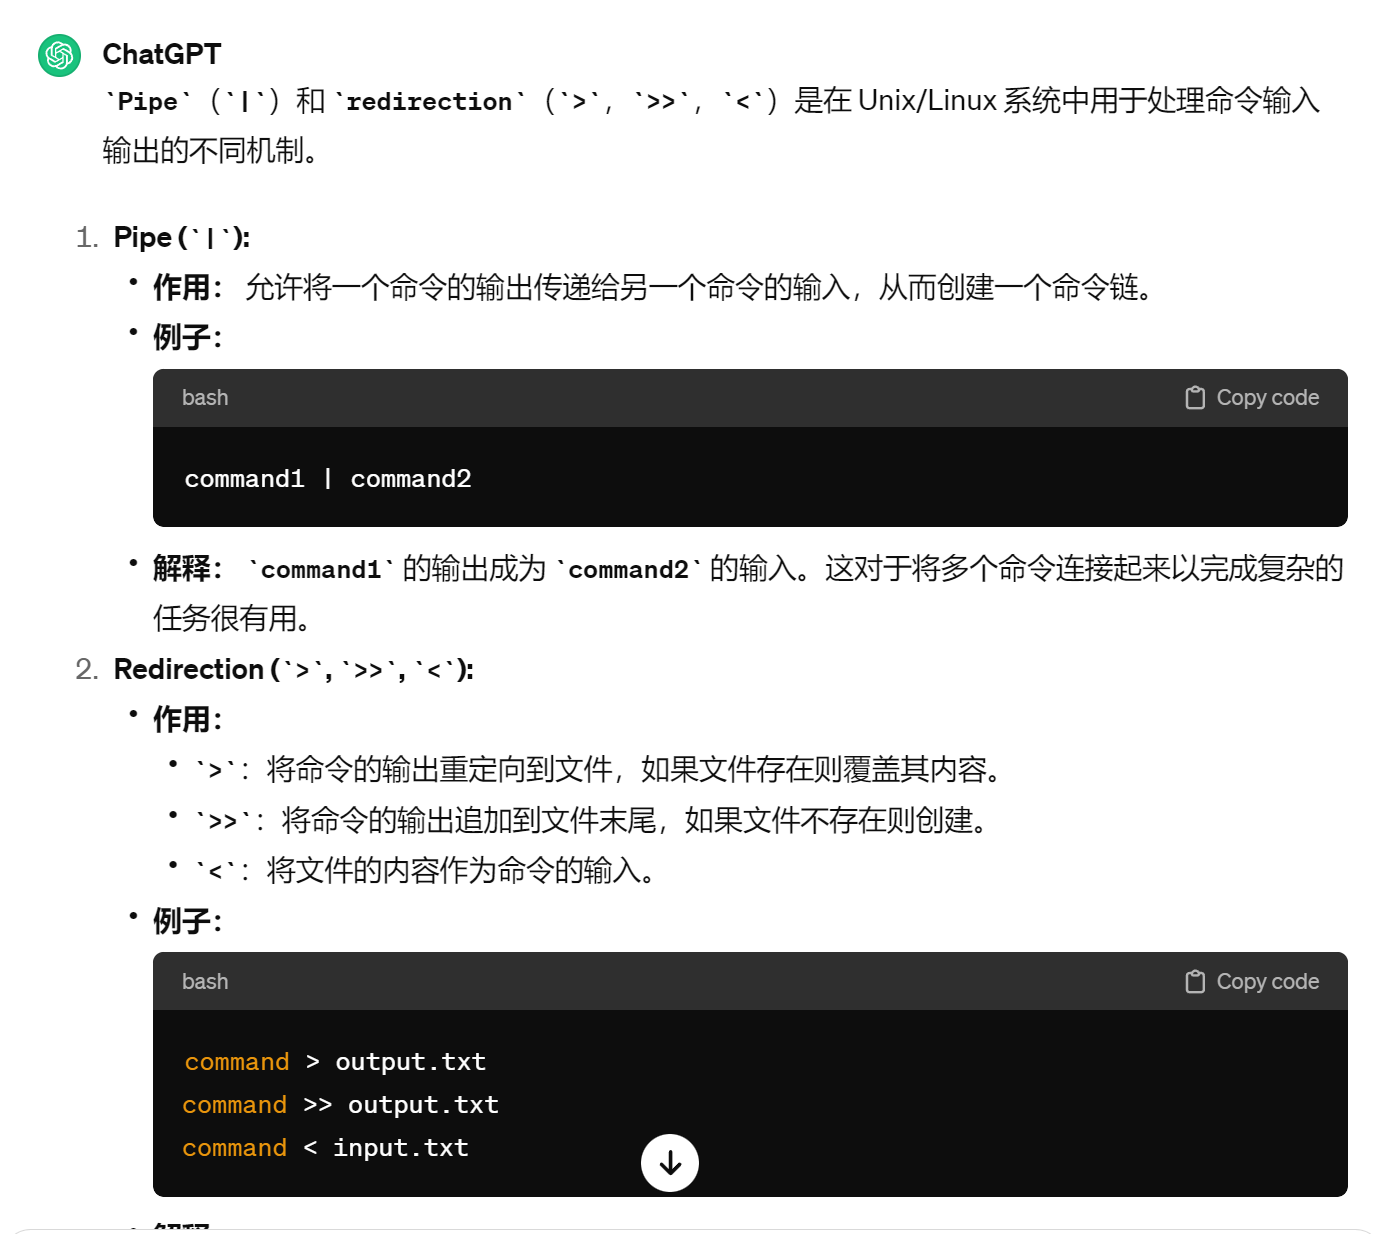 ChatGPT
`Pipe`（`|`）和 `redirection`（`>`, `>>`, `<`）是在 Unix/Linux 系统中用于处理命令输入
输出的不同机制。
1. Pipe (`|`):
• 作用： 允许将一个命令的输出传递给另一个命令的输入，从而创建一个命令链。
• 例子：
bash Copy code
command1 | command2
• 解释： `command1` 的输出成为 `command2` 的输入。这对于将多个命令连接起来以完成复杂的
任务很有用。
2. Redirection (`>`, `>>`, `<`):
• 作用：
• `>`：将命令的输出重定向到文件，如果文件存在则覆盖其内容。
• `>>`：将命令的输出追加到文件末尾，如果文件不存在则创建。
• `<`：将文件的内容作为命令的输入。
• 例子：
bash Copy code
command > output.txt
command >> output.txt
command < input.txt